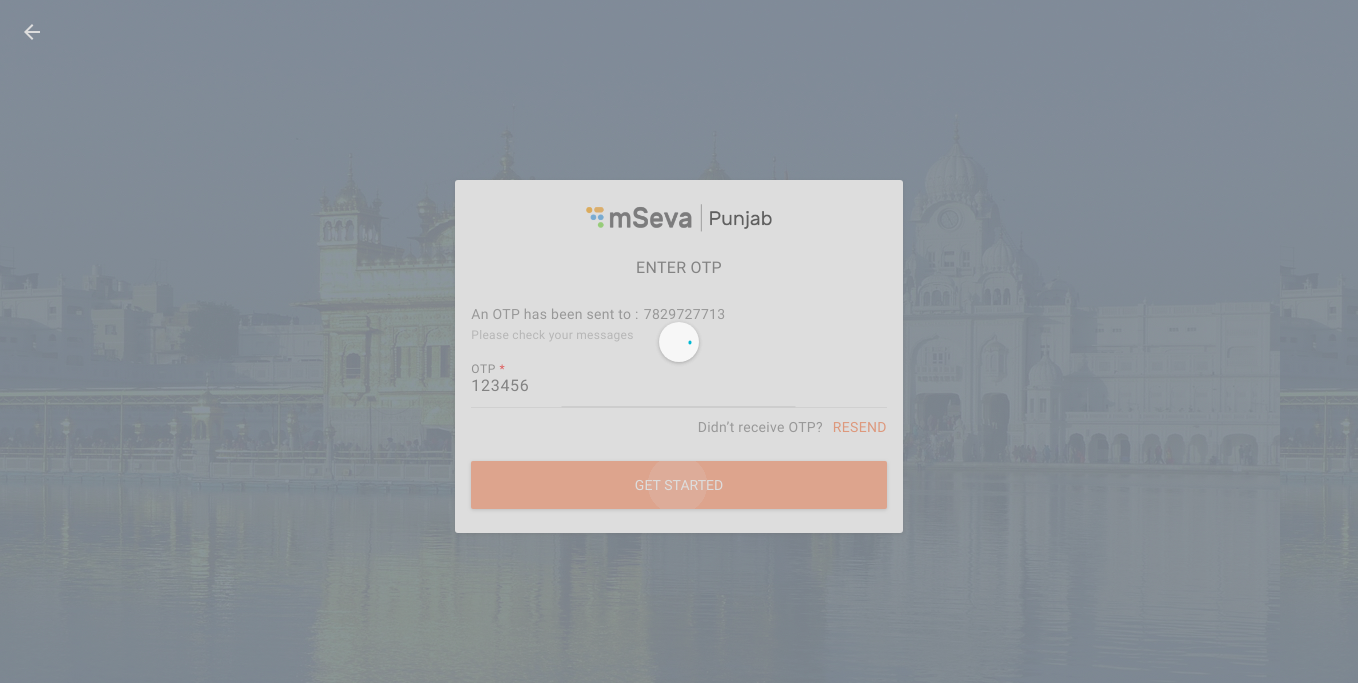 mSeva | Punjab
ENTER OTP
An OTP has been sent to : 7829727713
Please check your messages
OTP *
123456
Didn't receive OTP? RESEND
GET STARTED